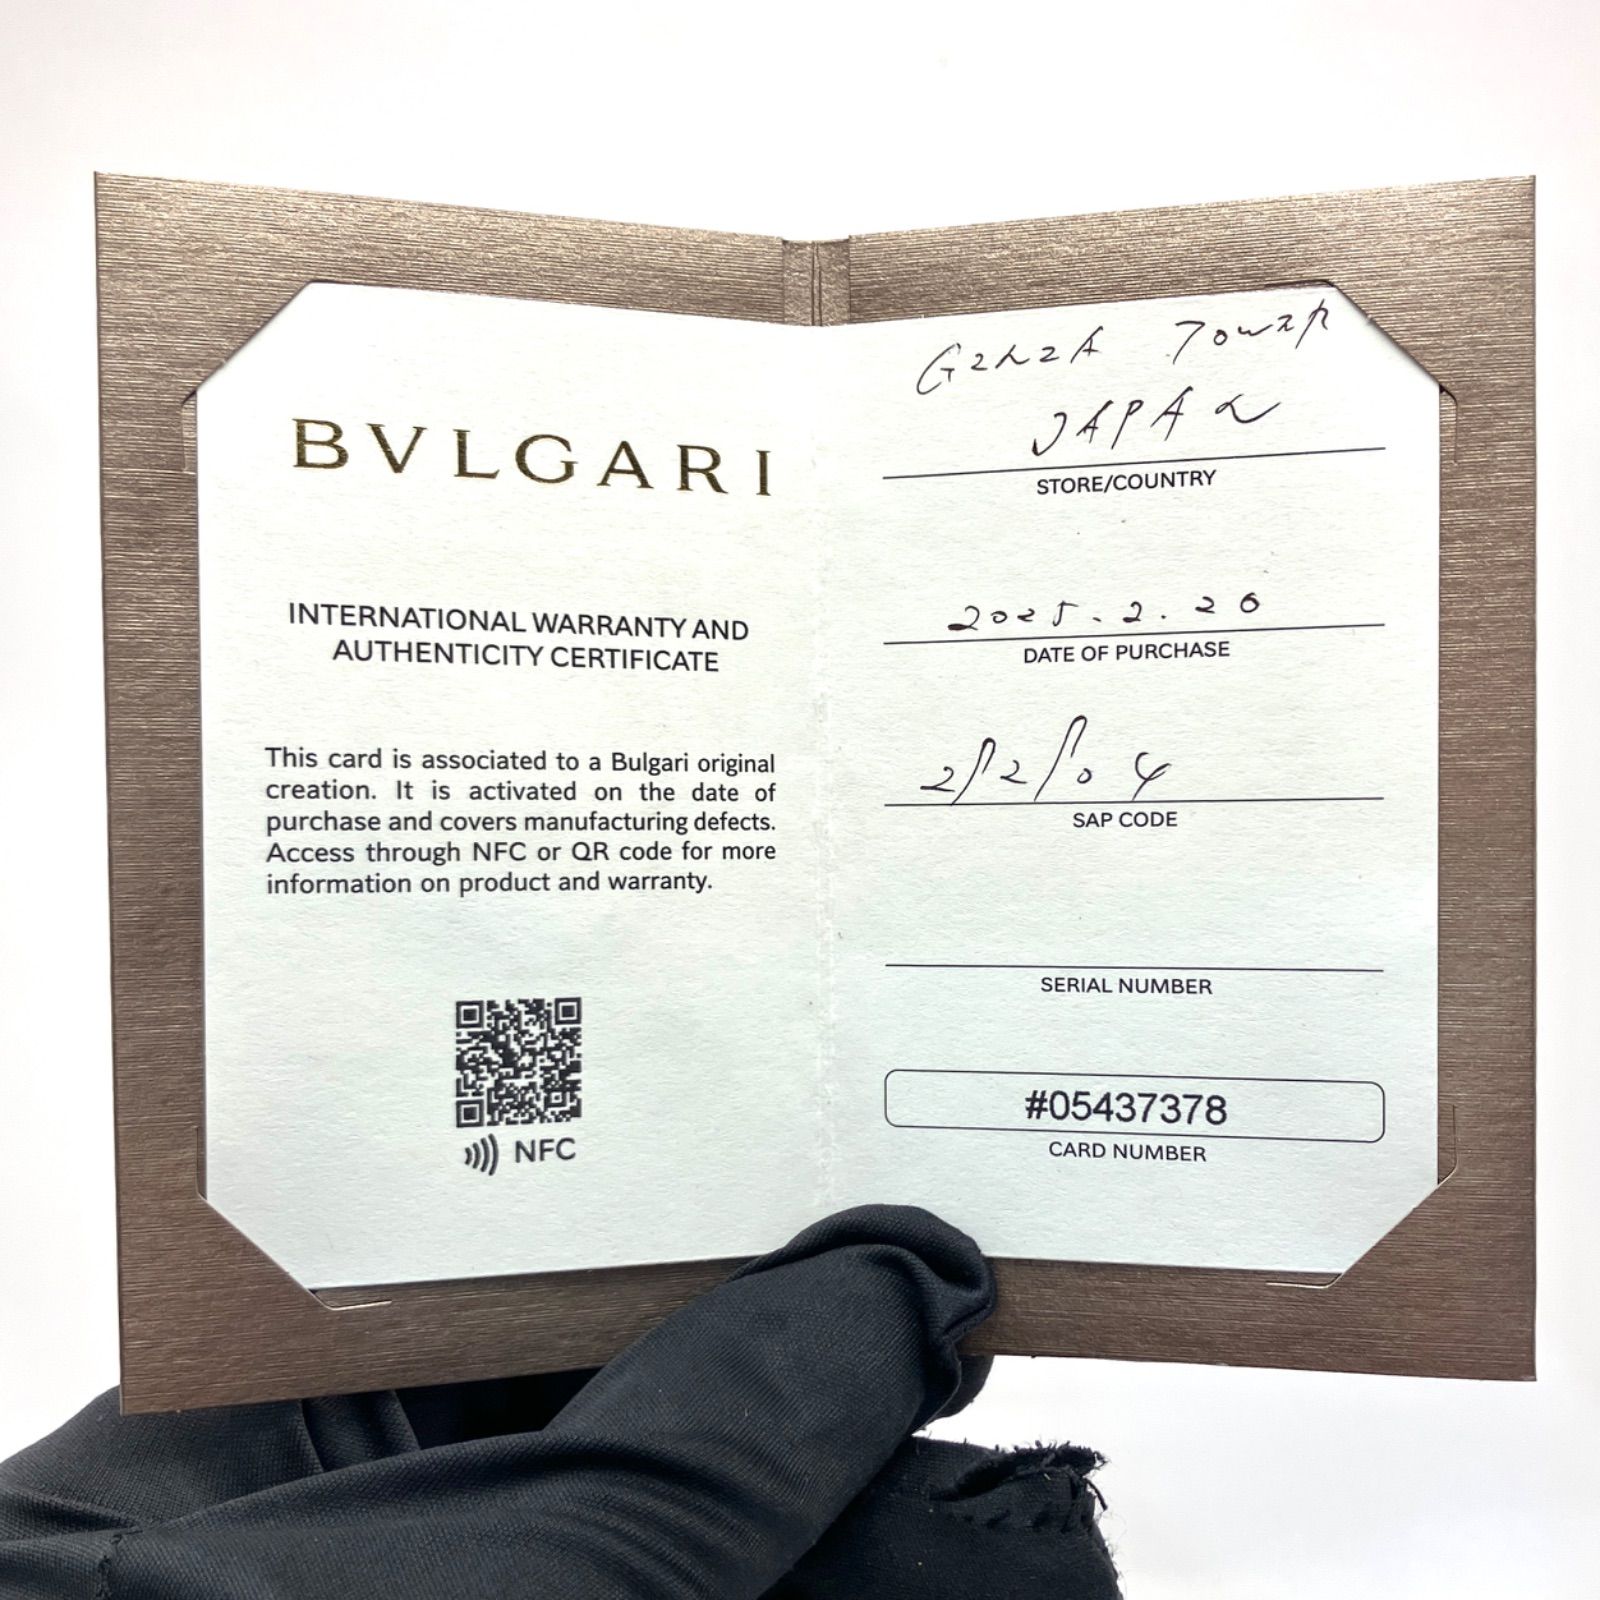 BVLGARI
INTERNATIONAL WARRANTY AND
AUTHENTICITY CERTIFICATE
This card is associated to a Bulgari original
creation. It is activated on the date of
purchase and covers manufacturing defects.
Access through NFC or QR code for more
information on product and warranty.
NFC
GINZA TOWER
JAPAN
STORE/COUNTRY
2025.2.20
DATE OF PURCHASE
SAP CODE
SERIAL NUMBER
#05437378
CARD NUMBER